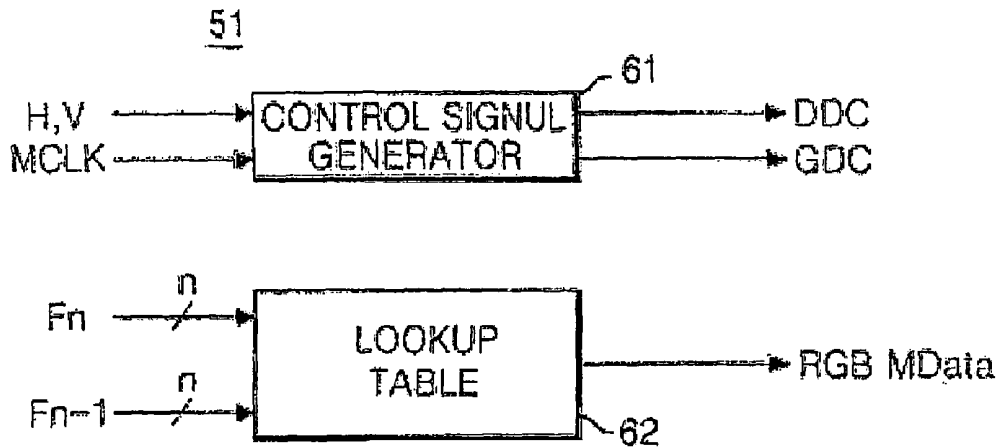 51
61
H,V
CONTROL SIGNUL
GENERATOR
DDC
MCLK
GDC
n
Fn
LOOKUP
TABLE
RGB MData
n
Fn-1
62